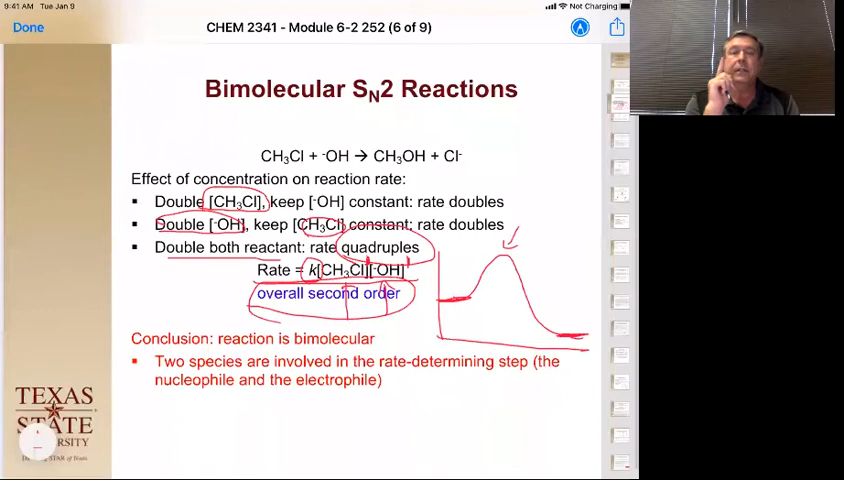 9:41 AM Tue Jan 9
Not Charging
Done
CHEM 2341 - Module 6-2 252 (6 of 9)
Bimolecular SN2 Reactions
CH3Cl + -OH → CH3OH + Cl-
Effect of concentration on reaction rate:
▪ Double [CH3Cl], keep [-OH] constant: rate doubles
▪ Double [-OH], keep [CH3Cl] constant: rate doubles
▪ Double both reactant: rate quadruples
Rate = k[CH3Cl][-OH]
overall second order
Conclusion: reaction is bimolecular
▪ Two species are involved in the rate-determining step (the
nucleophile and the electrophile)
TEXAS
STATE